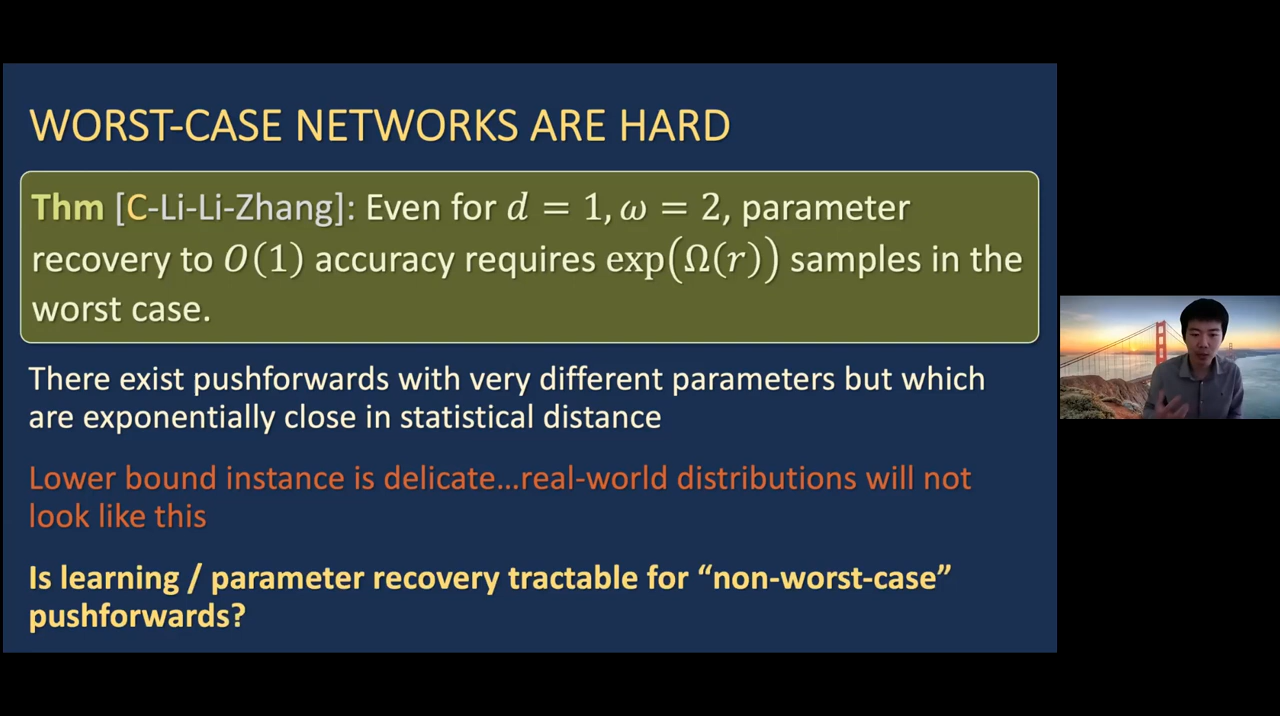 WORST-CASE NETWORKS ARE HARD
Thm [C-Li-Li-Zhang]: Even for d = 1, ω = 2, parameter
recovery to O(1) accuracy requires exp(Ω(r)) samples in the
worst case.
There exist pushforwards with very different parameters but which
are exponentially close in statistical distance
Lower bound instance is delicate...real-world distributions will not
look like this
Is learning / parameter recovery tractable for “non-worst-case”
pushforwards?